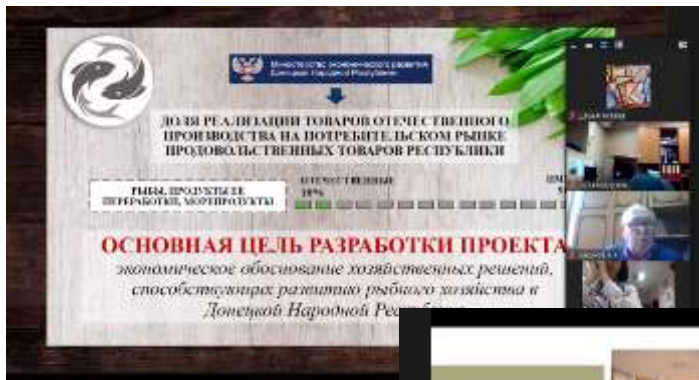 Министерство экономического развития
Донецкой Народной Республики
ДОЛЯ РЕАЛИЗАЦИИ ТОВАРОВ ОТЕЧЕСТВЕННОГО
ПРОИЗВОДСТВА НА ПОТРЕБИТЕЛЬСКОМ РЫНКЕ
ПРОДОВОЛЬСТВЕННЫХ ТОВАРОВ РЕСПУБЛИКИ
ОТЕЧЕСТВЕННЫЕ
10%
РЫБЫ, ПРОДУКТЫ ЕЕ
ПЕРЕРАБОТКИ, МОРЕПРОДУКТЫ
ОСНОВНАЯ ЦЕЛЬ РАЗРАБОТКИ ПРОЕКТА
экономическое обоснование хозяйственных решений,
способствующих развитию рыбного хозяйства в
Донецкой Народной